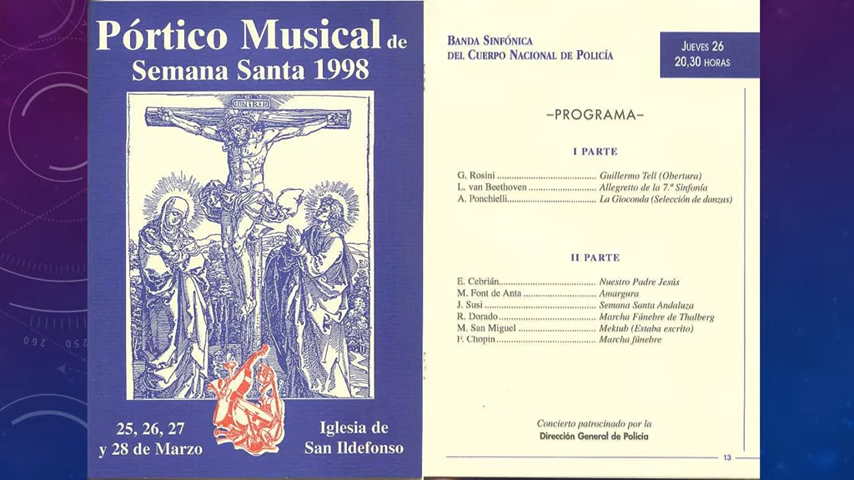 Pórtico Musical de
Semana Santa 1998
25, 26, 27
y 28 de Marzo
Iglesia de
San Ildefonso
BANDA SINFÓNICA
DEL CUERPO NACIONAL DE POLICÍA
JUEVES 26
20,30 HORAS
–PROGRAMA–
I PARTE
G. Rosini ........ Guillermo Tell (Obertura)
L. van Beethoven ........ Allegretto de la 7.ª Sinfonía
A. Ponchielli ........ La Gioconda (Selección de danzas)
II PARTE
E. Cebrián ........ Nuestro Padre Jesús
M. Font de Anta ........ Amargura
J. Susi ........ Semana Santa Andaluza
R. Dorado ........ Marcha Fúnebre de Thalberg
M. San Miguel ........ Mektub (Estaba escrito)
F. Chopin ........ Marcha fúnebre
Concierto patrocinado por la
Dirección General de Policía
13
260
250